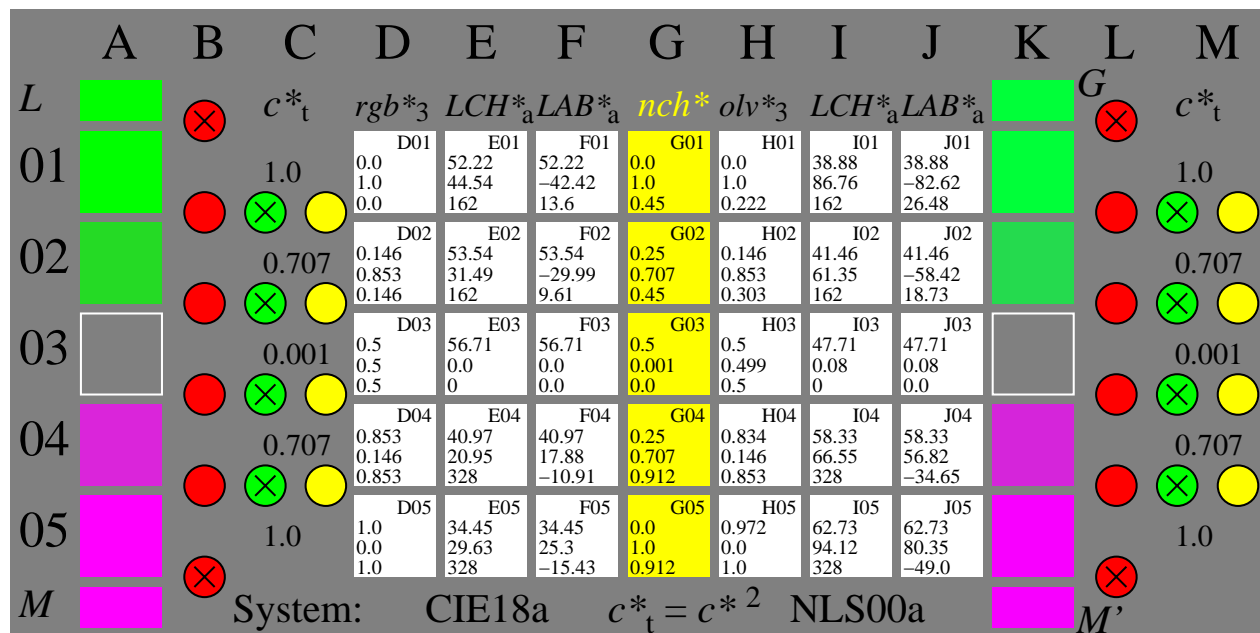 A B C D E F G H I J K L M
L c*t rgb*3 LCH*a LAB*a nch* olv*3 LCH*a LAB*a G c*t
01 1.0 D01 E01 F01 G01 H01 I01 J01 1.0
0.0 52.22 52.22 0.0 0.0 38.88 38.88
1.0 44.54 −42.42 1.0 1.0 86.76 −82.62
0.0 162 13.6 0.45 0.222 162 26.48
02 0.707 D02 E02 F02 G02 H02 I02 J02 0.707
0.146 53.54 53.54 0.25 0.146 41.46 41.46
0.853 31.49 −29.99 0.707 0.853 61.35 −58.42
0.146 162 9.61 0.45 0.303 162 18.73
03 0.001 D03 E03 F03 G03 H03 I03 J03 0.001
0.5 56.71 56.71 0.5 0.5 47.71 47.71
0.5 0.0 0.0 0.001 0.499 0.08 0.08
0.5 0 0.0 0.0 0.5 0 0.0
04 0.707 D04 E04 F04 G04 H04 I04 J04 0.707
0.853 40.97 40.97 0.25 0.834 58.33 58.33
0.146 20.95 17.88 0.707 0.146 66.55 56.82
0.853 328 −10.91 0.912 0.853 328 −34.65
05 1.0 D05 E05 F05 G05 H05 I05 J05 1.0
1.0 34.45 34.45 0.0 0.972 62.73 62.73
0.0 29.63 25.3 1.0 0.0 94.12 80.35
1.0 328 −15.43 0.912 1.0 328 −49.0
M System: CIE18a c*t = c* 2 NLS00a M’